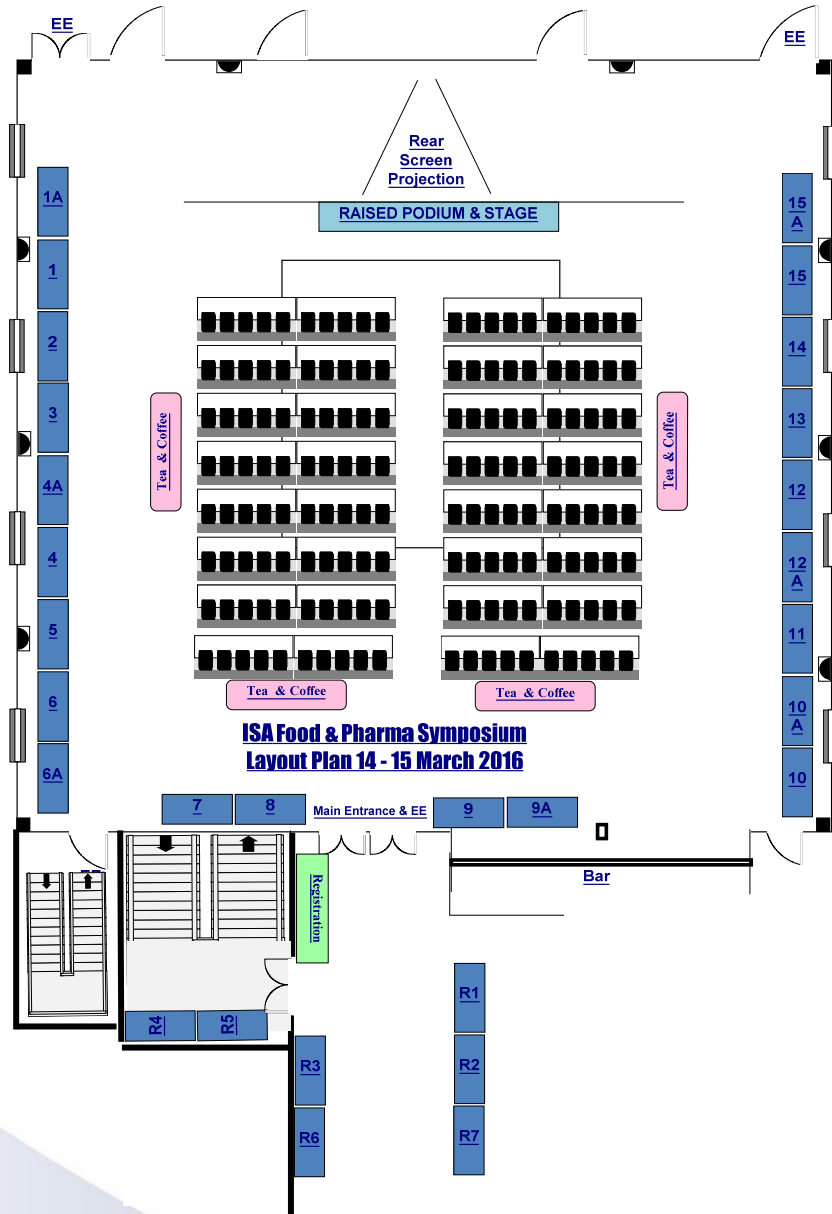 EE
EE
Rear
Screen
Projection
RAISED PODIUM & STAGE
1A
1
2
3
4A
4
5
6
6A
Tea & Coffee
Tea & Coffee
15
A
15
14
13
12
12
A
11
10
A
10
Tea & Coffee
Tea & Coffee
ISA Food & Pharma Symposium
Layout Plan 14 - 15 March 2016
7
8
Main Entrance & EE
9
9A
Bar
Registration
R1
R4
R5
R2
R3
R6
R7